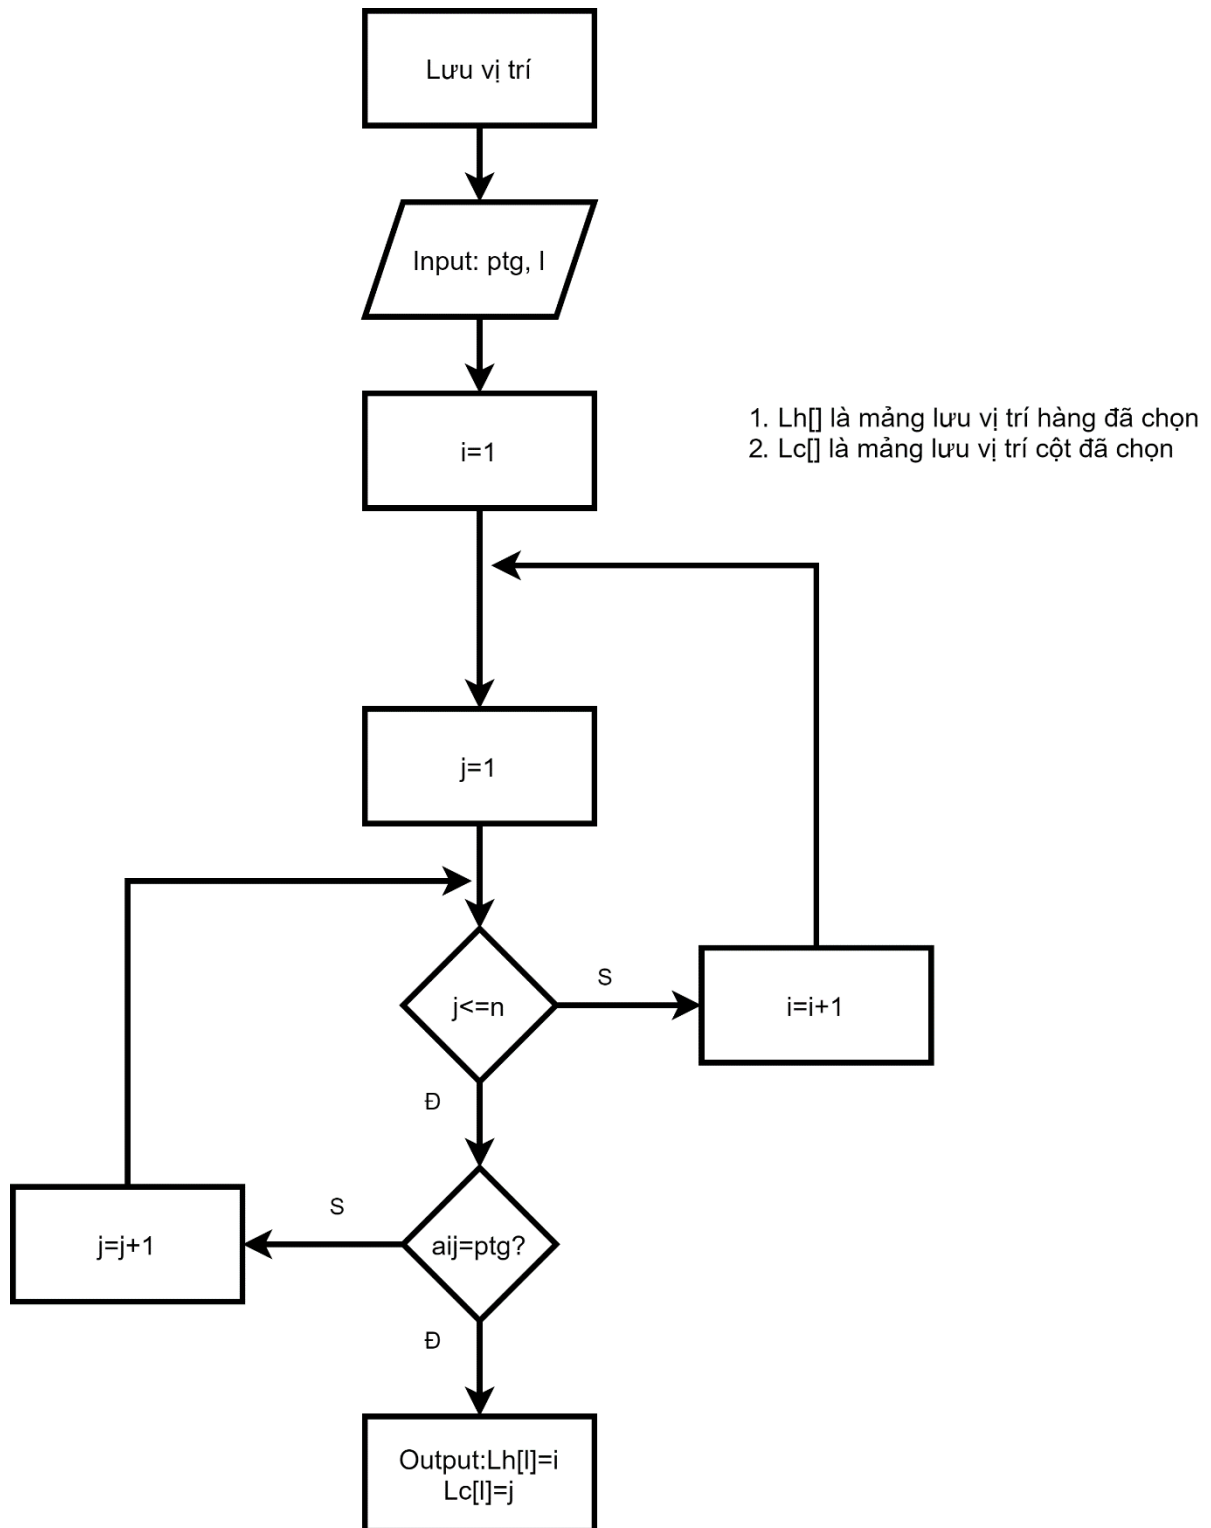 Lưu vị trí
Input: ptg, l
i=1
1. Lh[] là mảng lưu vị trí hàng đã chọn
2. Lc[] là mảng lưu vị trí cột đã chọn
j=1
j<=n
S
i=i+1
Đ
aij=ptg?
S
j=j+1
Đ
Output:Lh[l]=i
Lc[l]=j